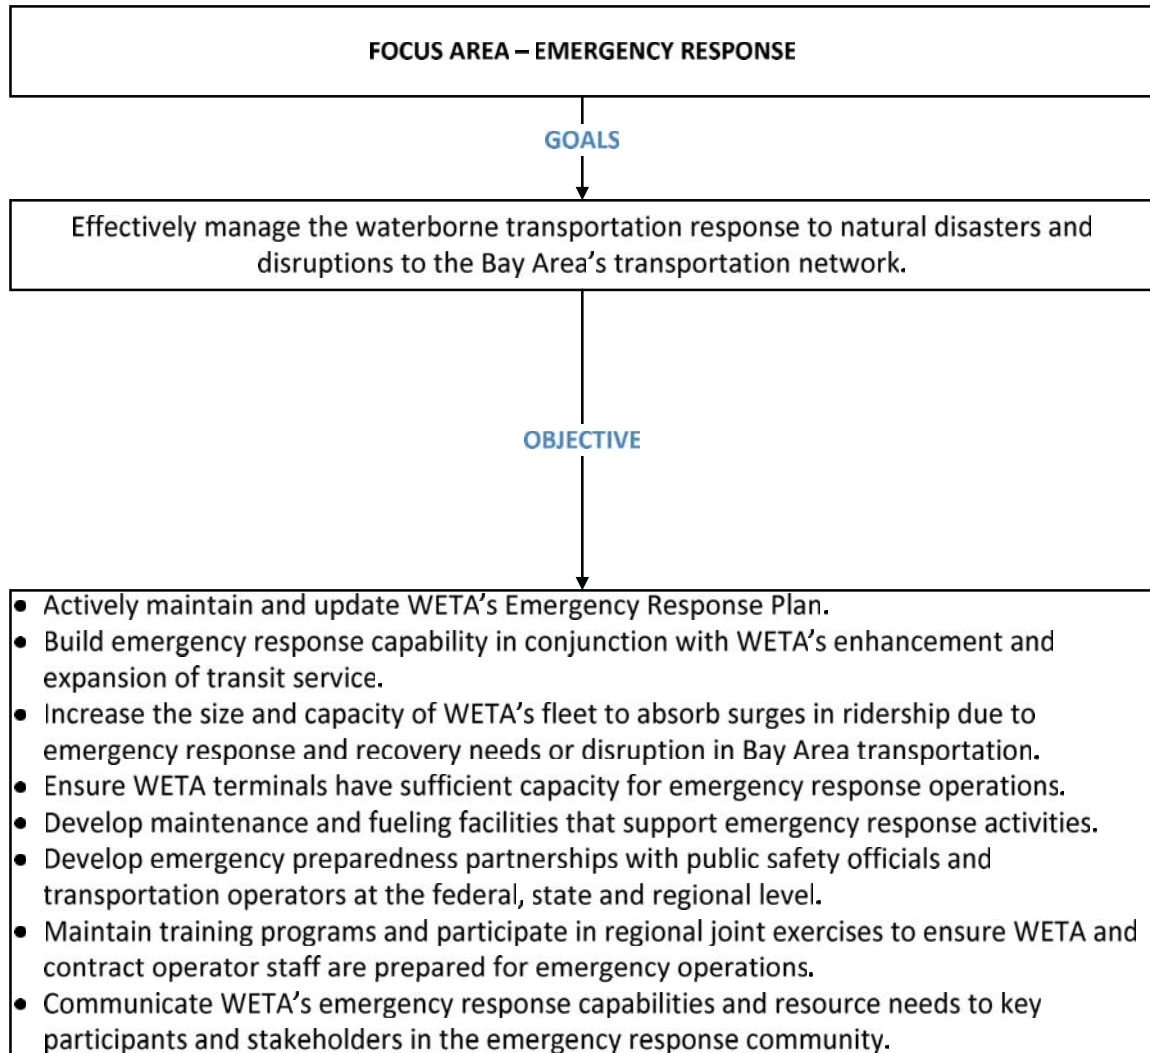 FOCUS AREA – EMERGENCY RESPONSE
GOALS
Effectively manage the waterborne transportation response to natural disasters and
disruptions to the Bay Area’s transportation network.
OBJECTIVE
• Actively maintain and update WETA’s Emergency Response Plan.
• Build emergency response capability in conjunction with WETA’s enhancement and
expansion of transit service.
• Increase the size and capacity of WETA’s fleet to absorb surges in ridership due to
emergency response and recovery needs or disruption in Bay Area transportation.
• Ensure WETA terminals have sufficient capacity for emergency response operations.
• Develop maintenance and fueling facilities that support emergency response activities.
• Develop emergency preparedness partnerships with public safety officials and
transportation operators at the federal, state and regional level.
• Maintain training programs and participate in regional joint exercises to ensure WETA and
contract operator staff are prepared for emergency operations.
• Communicate WETA’s emergency response capabilities and resource needs to key
participants and stakeholders in the emergency response community.